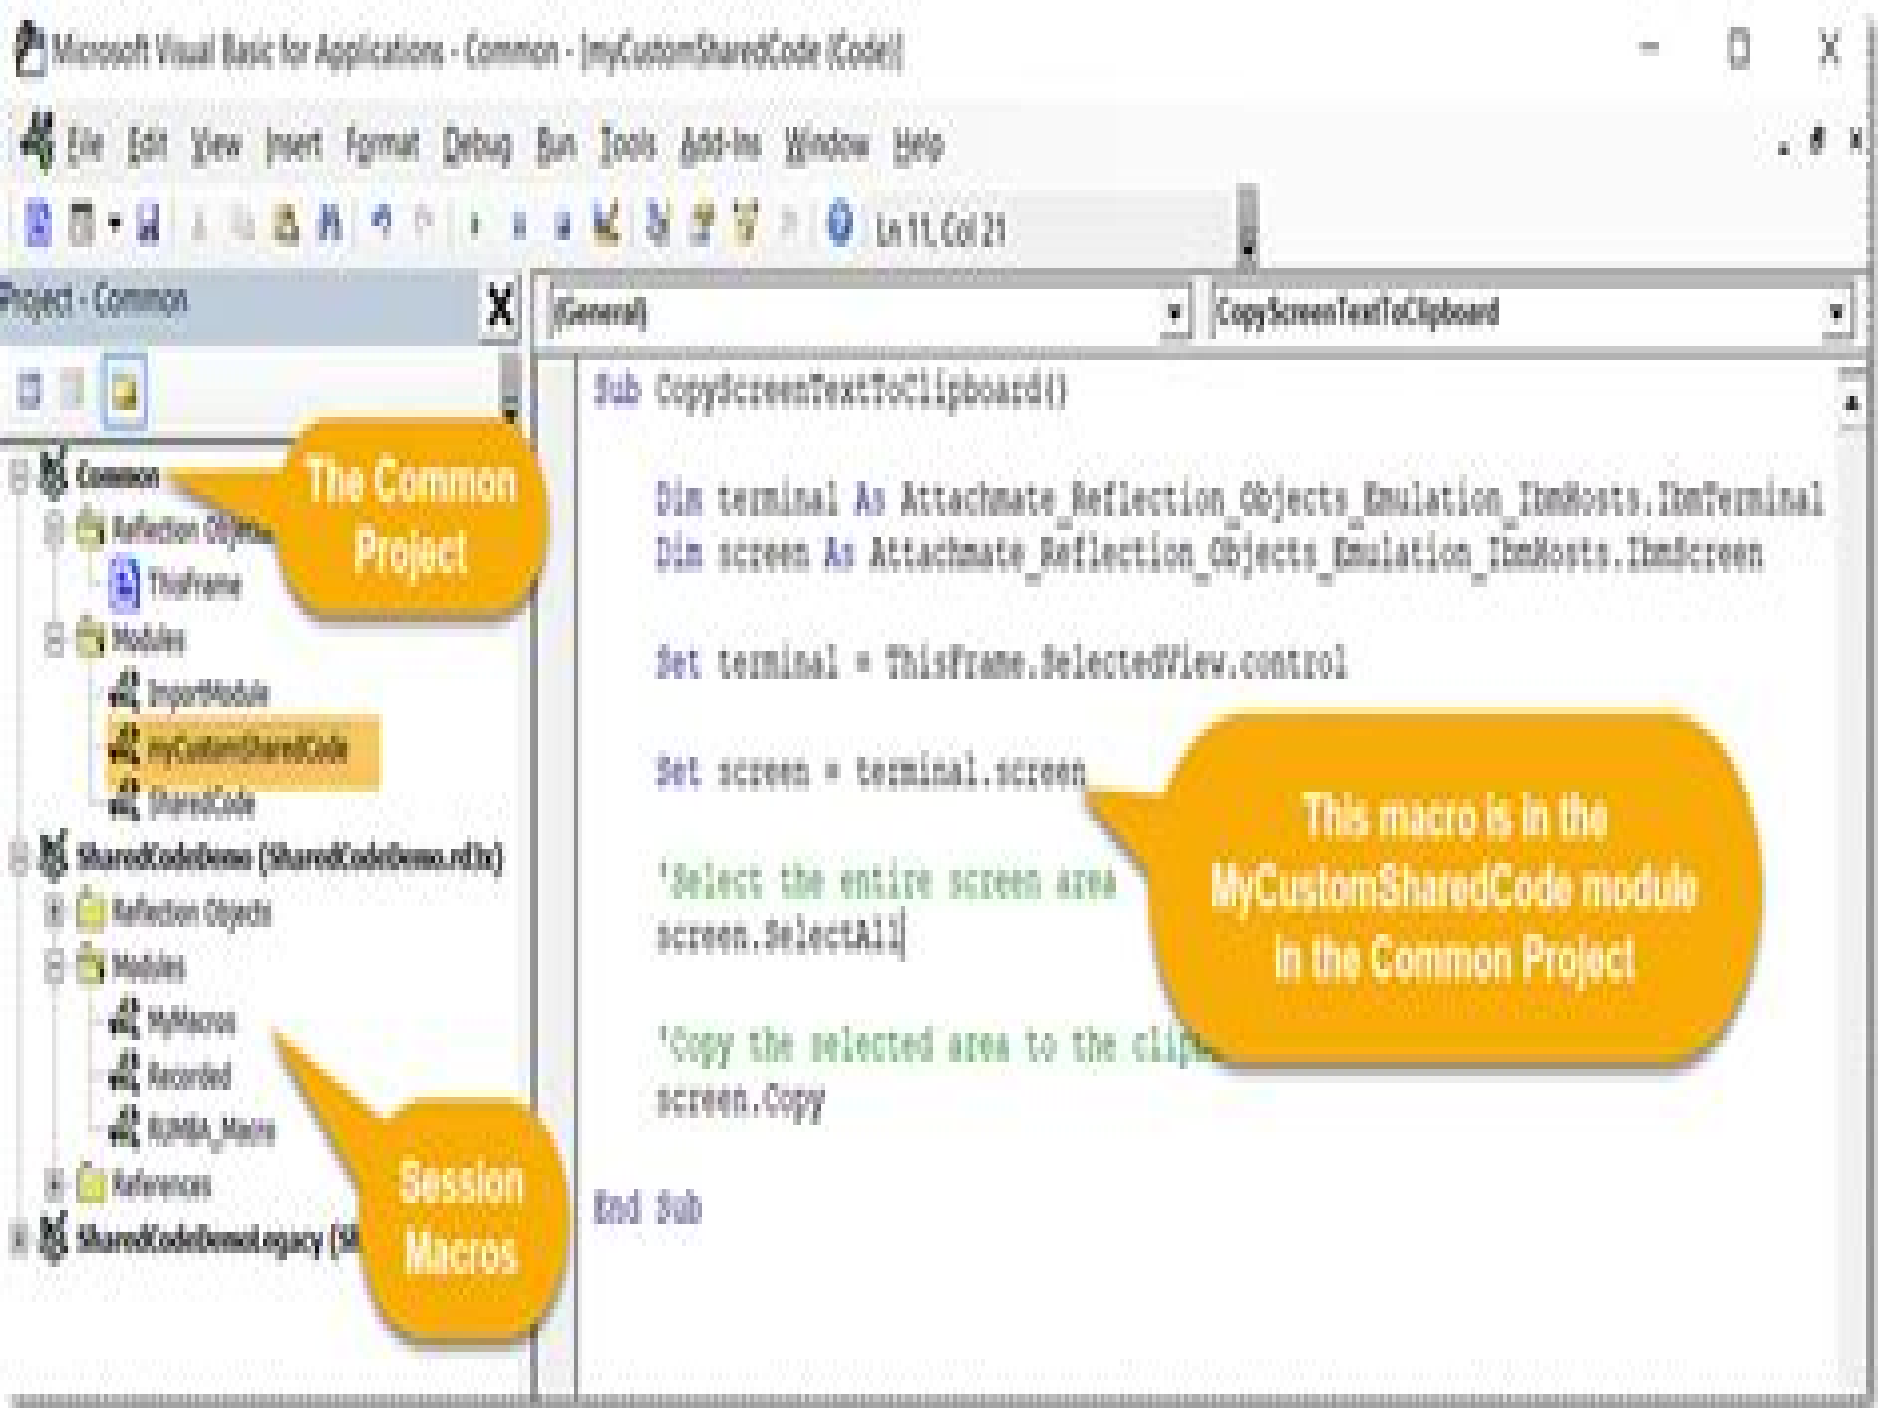 Microsoft Visual Basic for Applications - Common - [myCustomSharedCode (Code)]
File Edit View Insert Format Debug Run Tools Add-Ins Window Help
Ln 11, Col 21
Project - Common
(General)
CopyScreenTextToClipboard
Common
Reflection Obje
ThisFrame
Modules
ImportModule
myCustomSharedCode
SharedCode
SharedCodeDemo (SharedCodeDemo.rd3x)
Reflection Objects
Modules
MyMacros
Recorded
RUMBA_Macro
References
SharedCodeDemoLegacy (Sh
The Common
Project
Session
Macros
Sub CopyScreenTextToClipboard()
Dim terminal As Attachmate_Reflection_Objects_Emulation_IbmHosts.IbmTerminal
Dim screen As Attachmate_Reflection_Objects_Emulation_IbmHosts.IbmScreen
Set terminal = ThisFrame.SelectedView.control
Set screen = terminal.screen
'Select the entire screen area
screen.SelectAll
'Copy the selected area to the clip
screen.Copy
End Sub
This macro is in the
MyCustomSharedCode module
in the Common Project